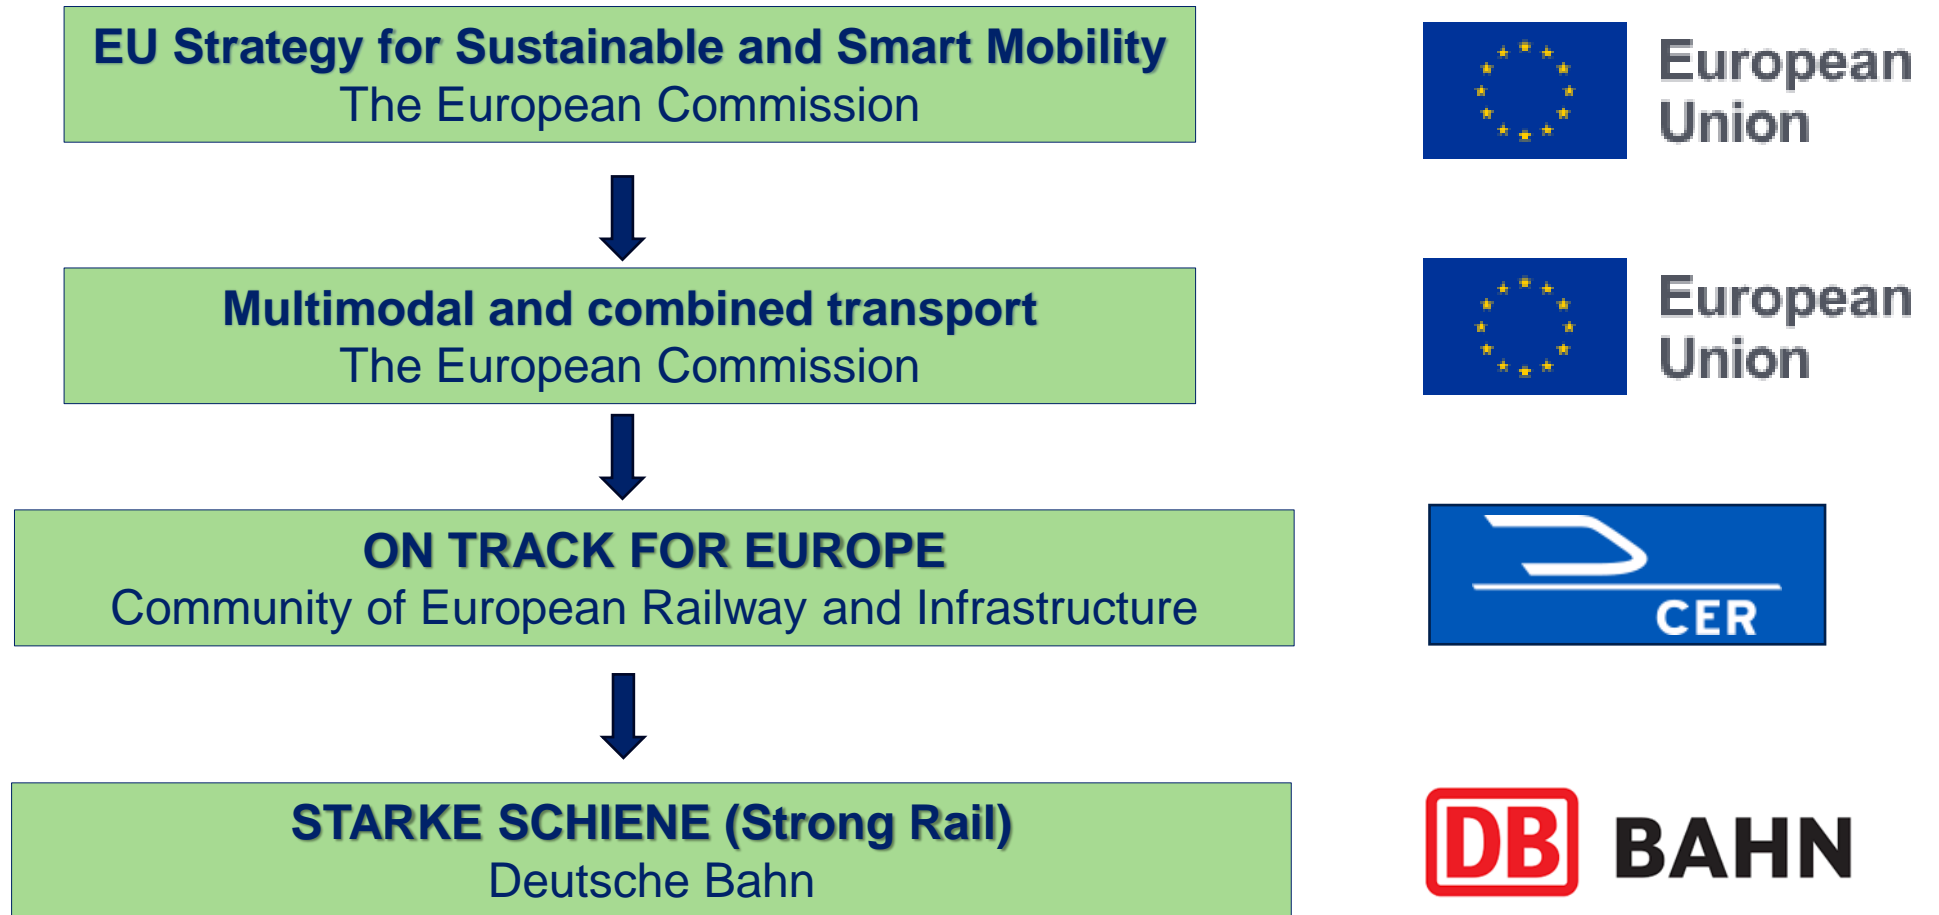 EU Strategy for Sustainable and Smart Mobility
The European Commission
European
Union
Multimodal and combined transport
The European Commission
European
Union
ON TRACK FOR EUROPE
Community of European Railway and Infrastructure
CER
STARKE SCHIENE (Strong Rail)
Deutsche Bahn
DB BAHN